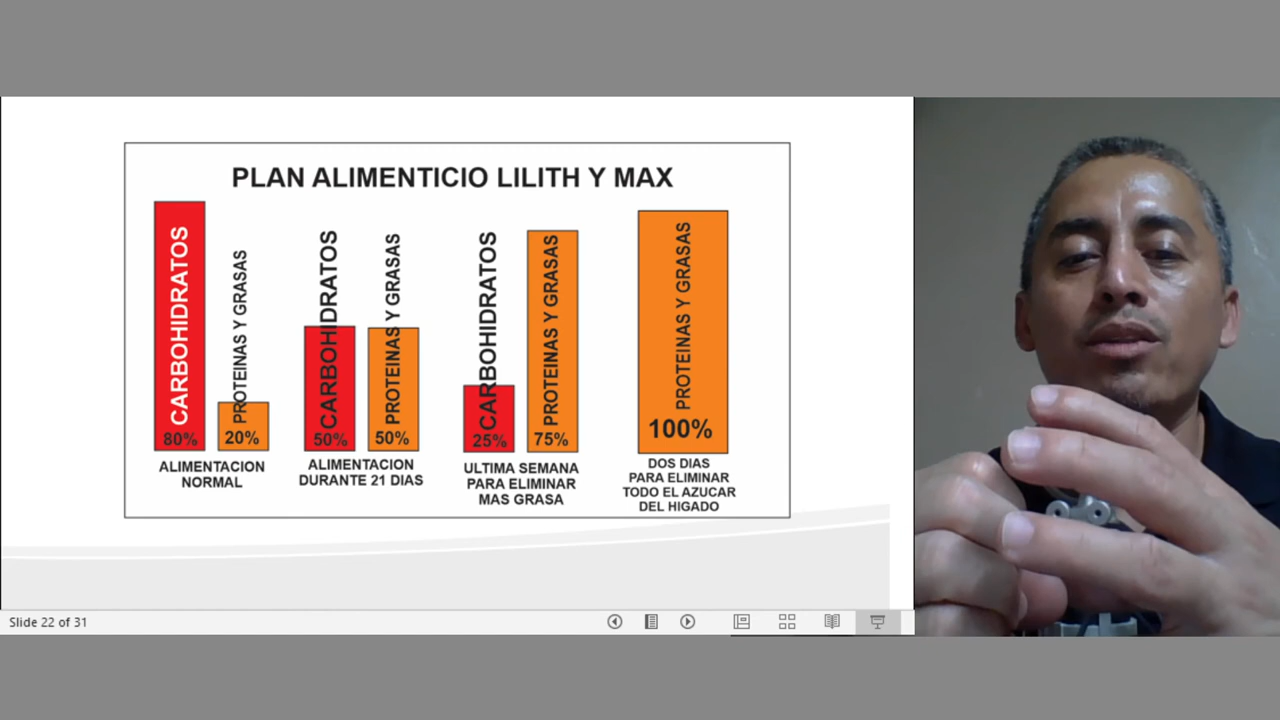 PLAN ALIMENTICIO LILITH Y MAX
CARBOHIDRATOS
80%
PROTEINAS Y GRASAS
20%
ALIMENTACION
NORMAL
CARBOHIDRATOS
50%
PROTEINAS Y GRASAS
50%
ALIMENTACION
DURANTE 21 DIAS
CARBOHIDRATOS
25%
PROTEINAS Y GRASAS
75%
ULTIMA SEMANA
PARA ELIMINAR
MAS GRASA
PROTEINAS Y GRASAS
100%
DOS DIAS
PARA ELIMINAR
TODO EL AZUCAR
DEL HIGADO
Slide 22 of 31